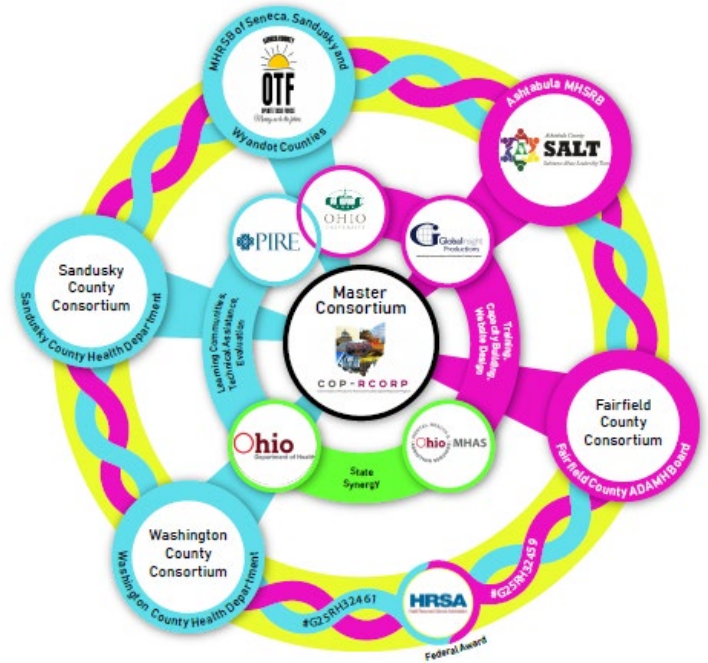 MHRSB of Seneca, Sandusky and
OTF
Wyandot Counties
Ashtabula MHSRB
Ashtabula County
SALT
Substance Abuse Leadership Team
OHIO
UNIVERSITY
PIRE
GlobalInsight
Productions
Sandusky
County
Consortium
Sandusky County Health Department
Master
Consortium
COP-RCORP
Learning Communities,
Technical Assistance,
Evaluation
Training,
Capacity Building,
Website Design
Fairfield
County
Consortium
Fairfield County ADAMH Board
Ohio
Department of Health
Ohio MHAS
State
Synergy
Washington
County
Consortium
Washington County Health Department
#G25RH32461
HRSA
#G25RH32459
Federal Award